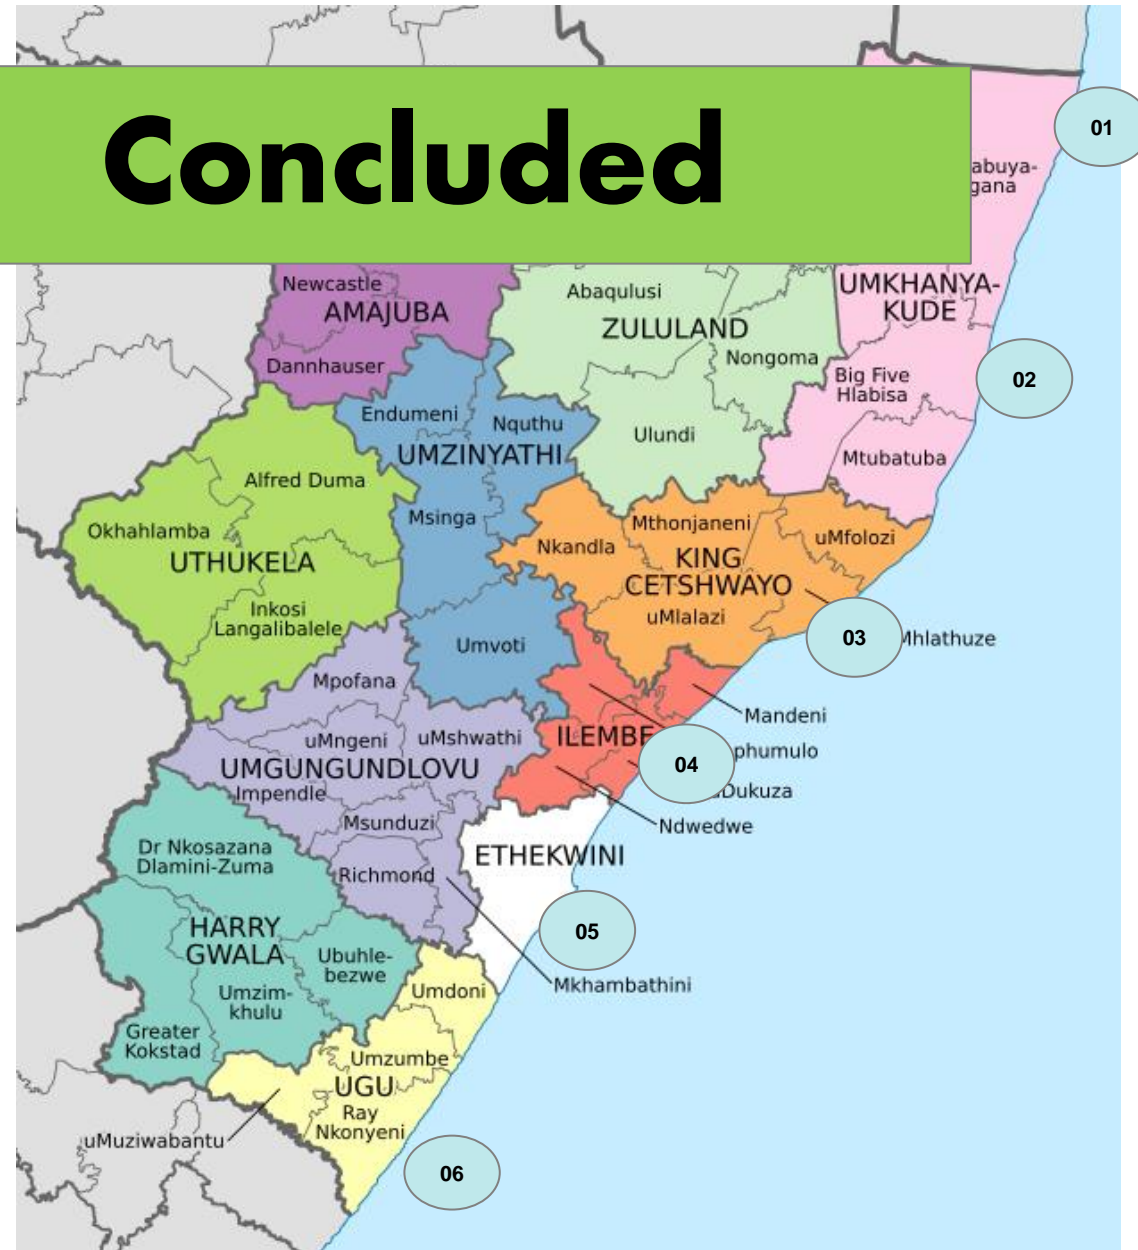 Concluded
01
abuya-
gana
Newcastle
AMAJUBA
Dannhauser
Abaqulusi
ZULULAND
Nongoma
Ulundi
UMKHANYA-
KUDE
Big Five
Hlabisa
02
Mtubatuba
Endumeni
Nquthu
UMZINYATHI
Msinga
Umvoti
Alfred Duma
Okhahlamba
UTHUKELA
Inkosi
Langalibalele
Mthonjaneni
Nkandla
uMfolozi
KING
CETSHWAYO
uMlalazi
03
Mhlathuze
Mandeni
ILEMBE
04
phumulo
Dukuza
Ndwedwe
Mpofana
uMngeni
uMshwathi
UMGUNGUNDLOVU
Impendle
Msunduzi
Richmond
ETHEKWINI
05
Mkhambathini
Dr Nkosazana
Dlamini-Zuma
HARRY
GWALA
Ubuhle-
bezwe
Umzim-
khulu
Greater
Kokstad
Umdoni
Umzumbe
UGU
Ray
Nkonyeni
uMuziwabantu
06